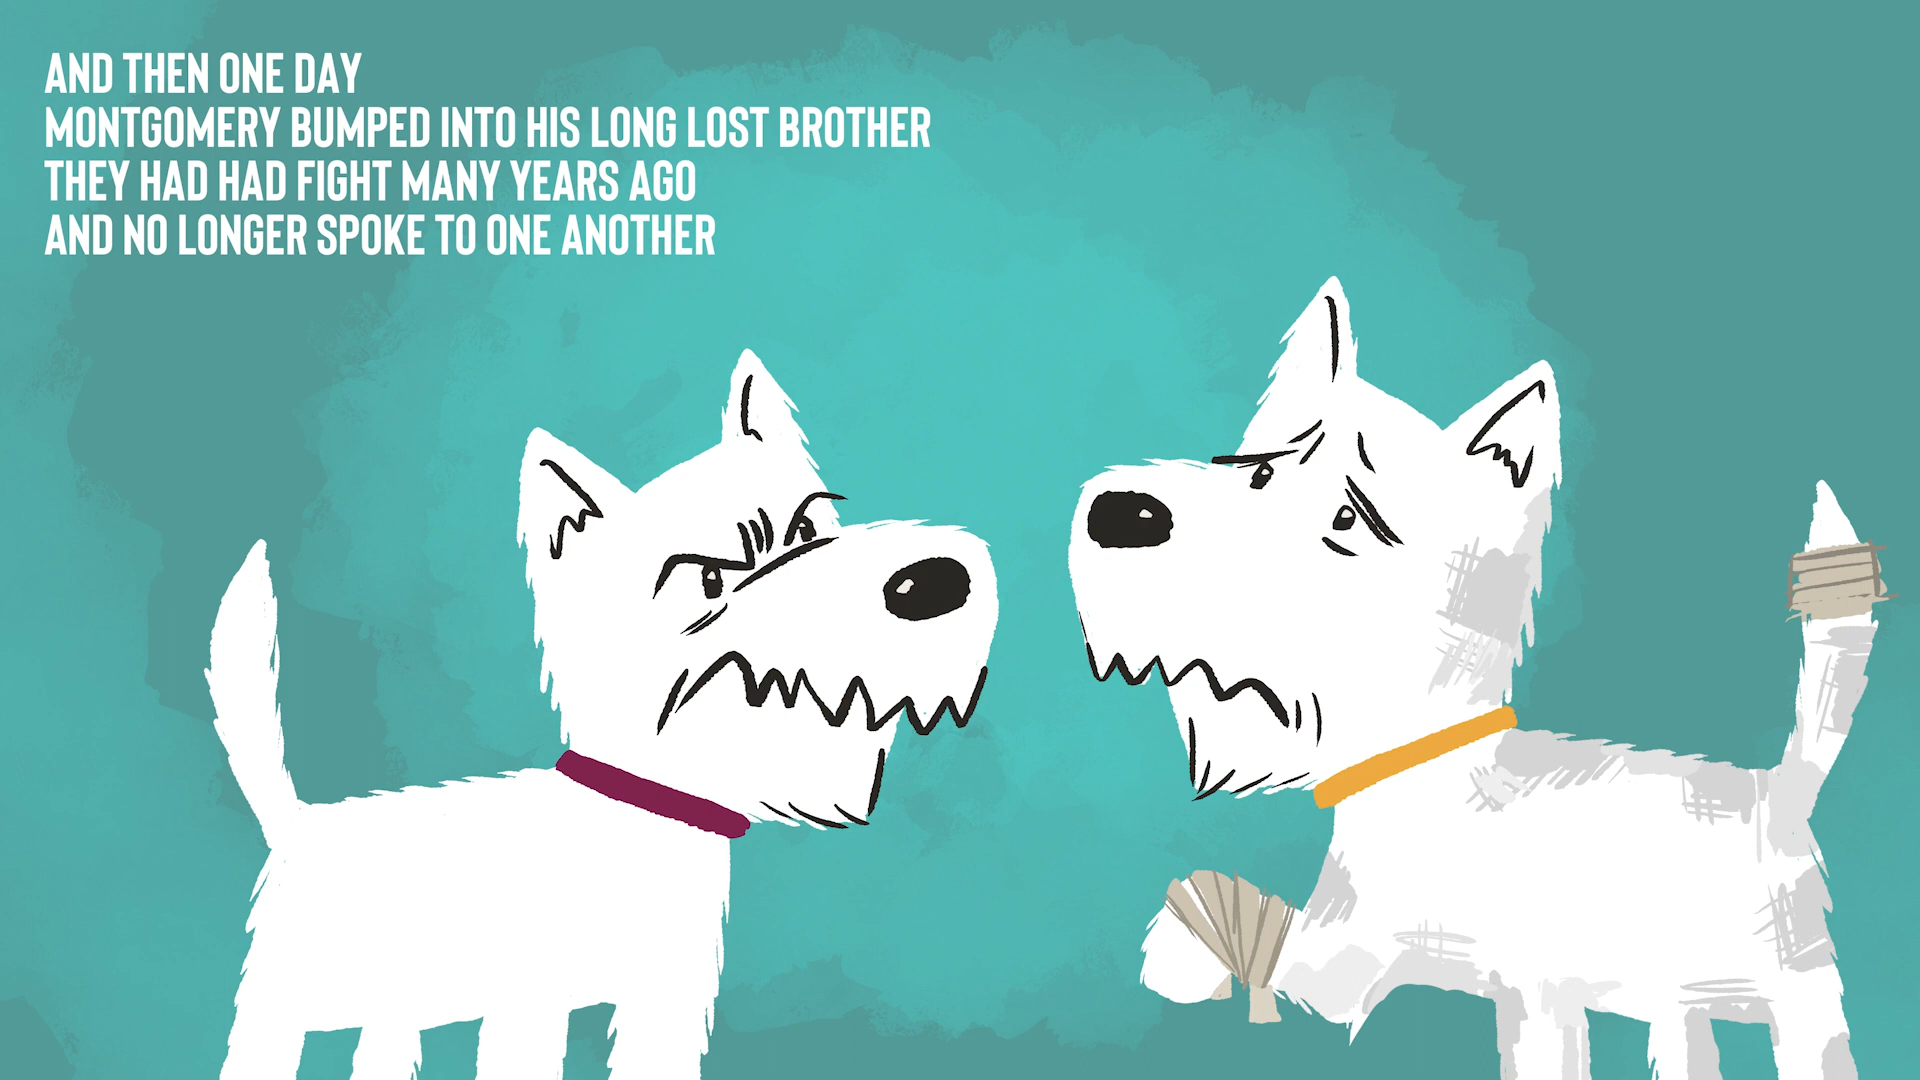 AND THEN ONE DAY
MONTGOMERY BUMPED INTO HIS LONG LOST BROTHER
THEY HAD HAD FIGHT MANY YEARS AGO
AND NO LONGER SPOKE TO ONE ANOTHER